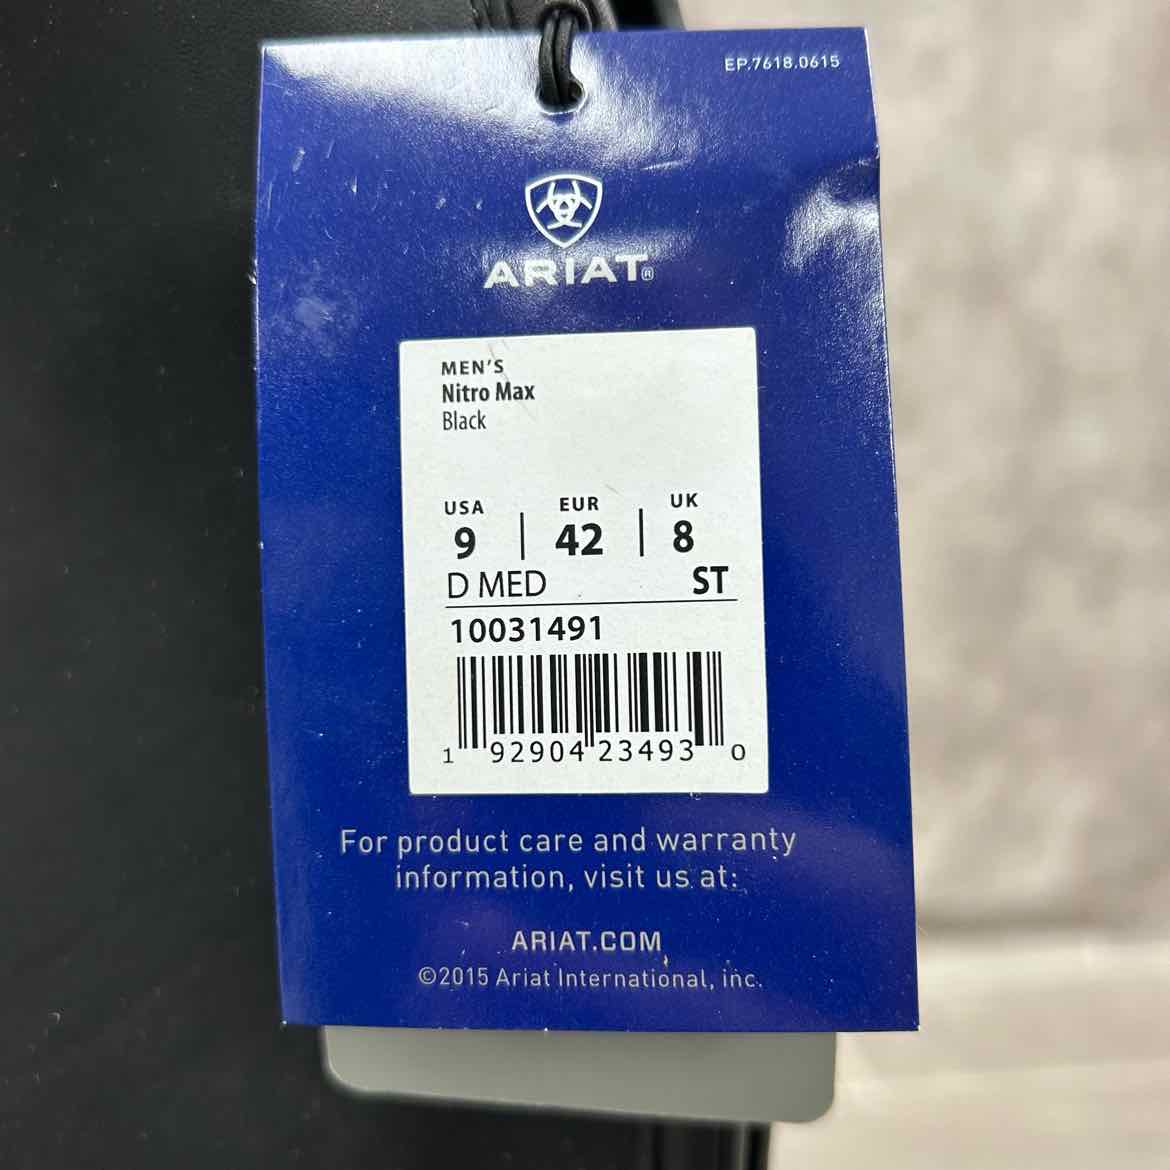 EP.7618.0615
ARIAT®
MEN'S
Nitro Max
Black
USA EUR UK
9 | 42 | 8
D MED ST
10031491
1 92904 23493 0
For product care and warranty
information, visit us at:
ARIAT.COM
©2015 Ariat International, inc.